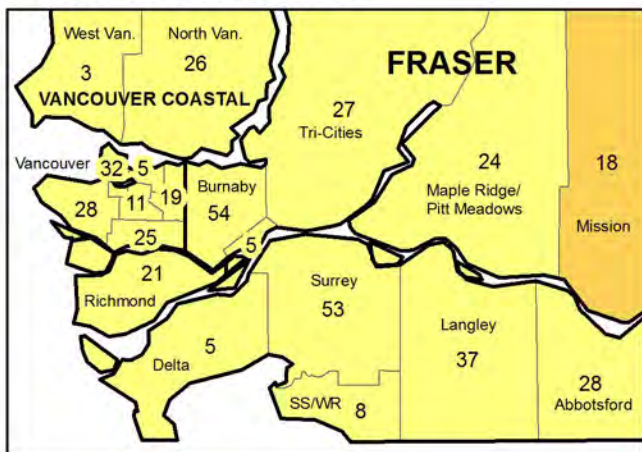 West Van.
North Van.
3
26
VANCOUVER COASTAL
FRASER
27
Tri-Cities
24
Maple Ridge/
Pitt Meadows
18
Mission
Vancouver
32
5
19
11
28
25
Burnaby
54
5
21
Richmond
Surrey
53
Langley
37
5
Delta
SS/WR
8
28
Abbotsford